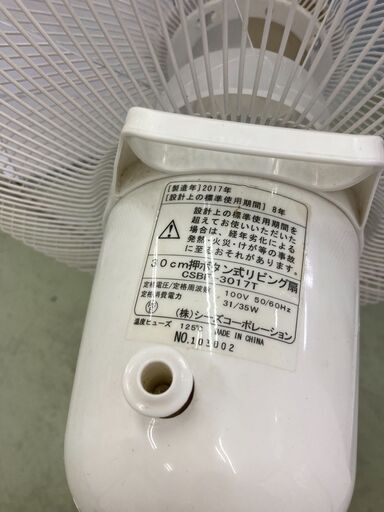 [製造年]2017年
[設計上の標準使用期間] 8年
設計上の標準使用期間を
超えてお使いいただいた
場合は、経年劣化による
発熱・火災・けが等の事故
に至るおそれがあります。
30cm押ボタン式リビング扇
CSBF-3017T
定格電圧/定格周波数 100V 50/60Hz
定格消費電力 31/35W
(株)シーズコーポレーション
温度ヒューズ 125℃ MADE IN CHINA
NO.103002